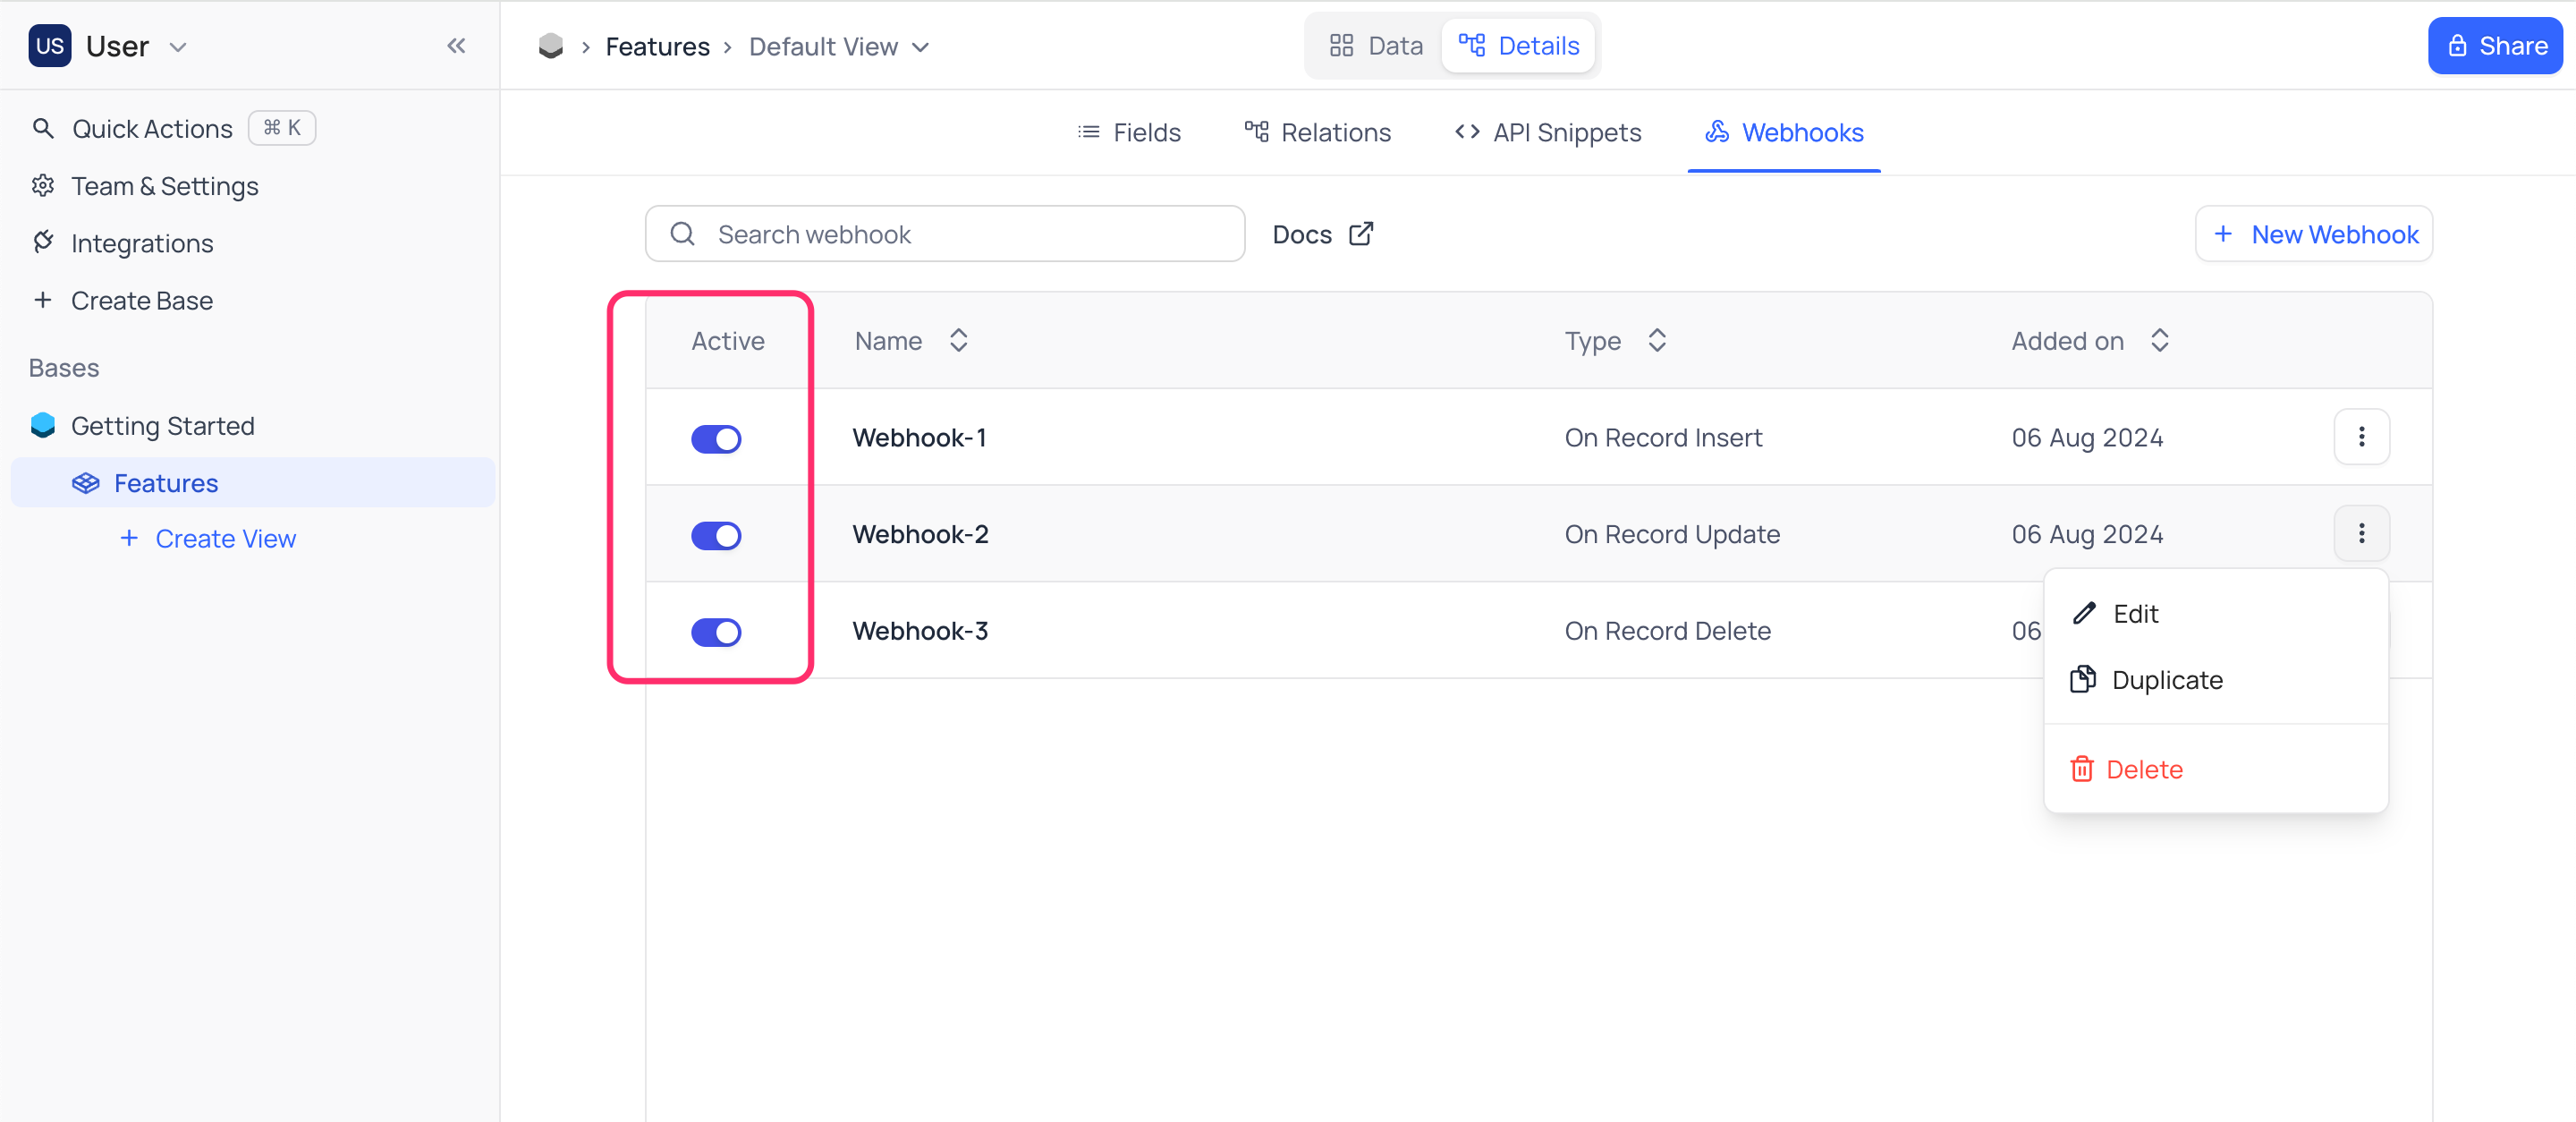 US User
Features Default View
Data Details
Share
Quick Actions ⌘ K
Team & Settings
Integrations
+ Create Base
Bases
Getting Started
Features
+ Create View
Fields Relations API Snippets Webhooks
Search webhook Docs + New Webhook
Active Name Type Added on
Webhook-1 On Record Insert 06 Aug 2024
Webhook-2 On Record Update 06 Aug 2024
Webhook-3 On Record Delete 06
Edit
Duplicate
Delete